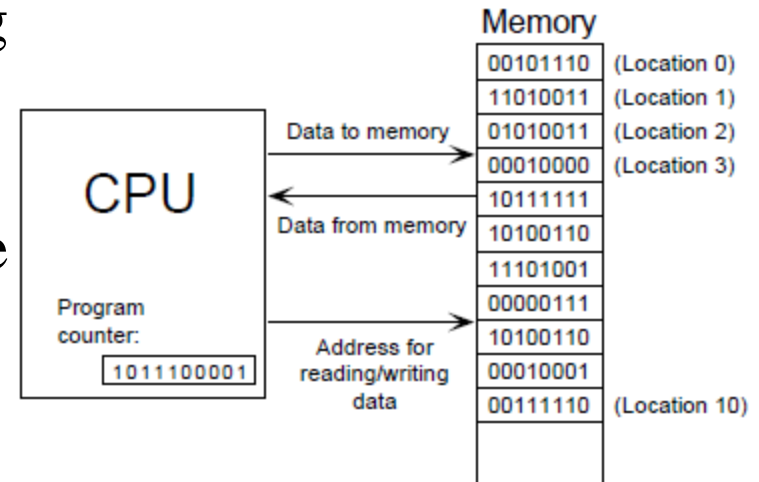 g
e
Memory
00101110 (Location 0)
11010011 (Location 1)
01010011 (Location 2)
00010000 (Location 3)
10111111
10100110
11101001
00000111
10100110
00010001
00111110 (Location 10)
CPU
Program
counter:
1011100001
Data to memory
Data from memory
Address for
reading/writing
data